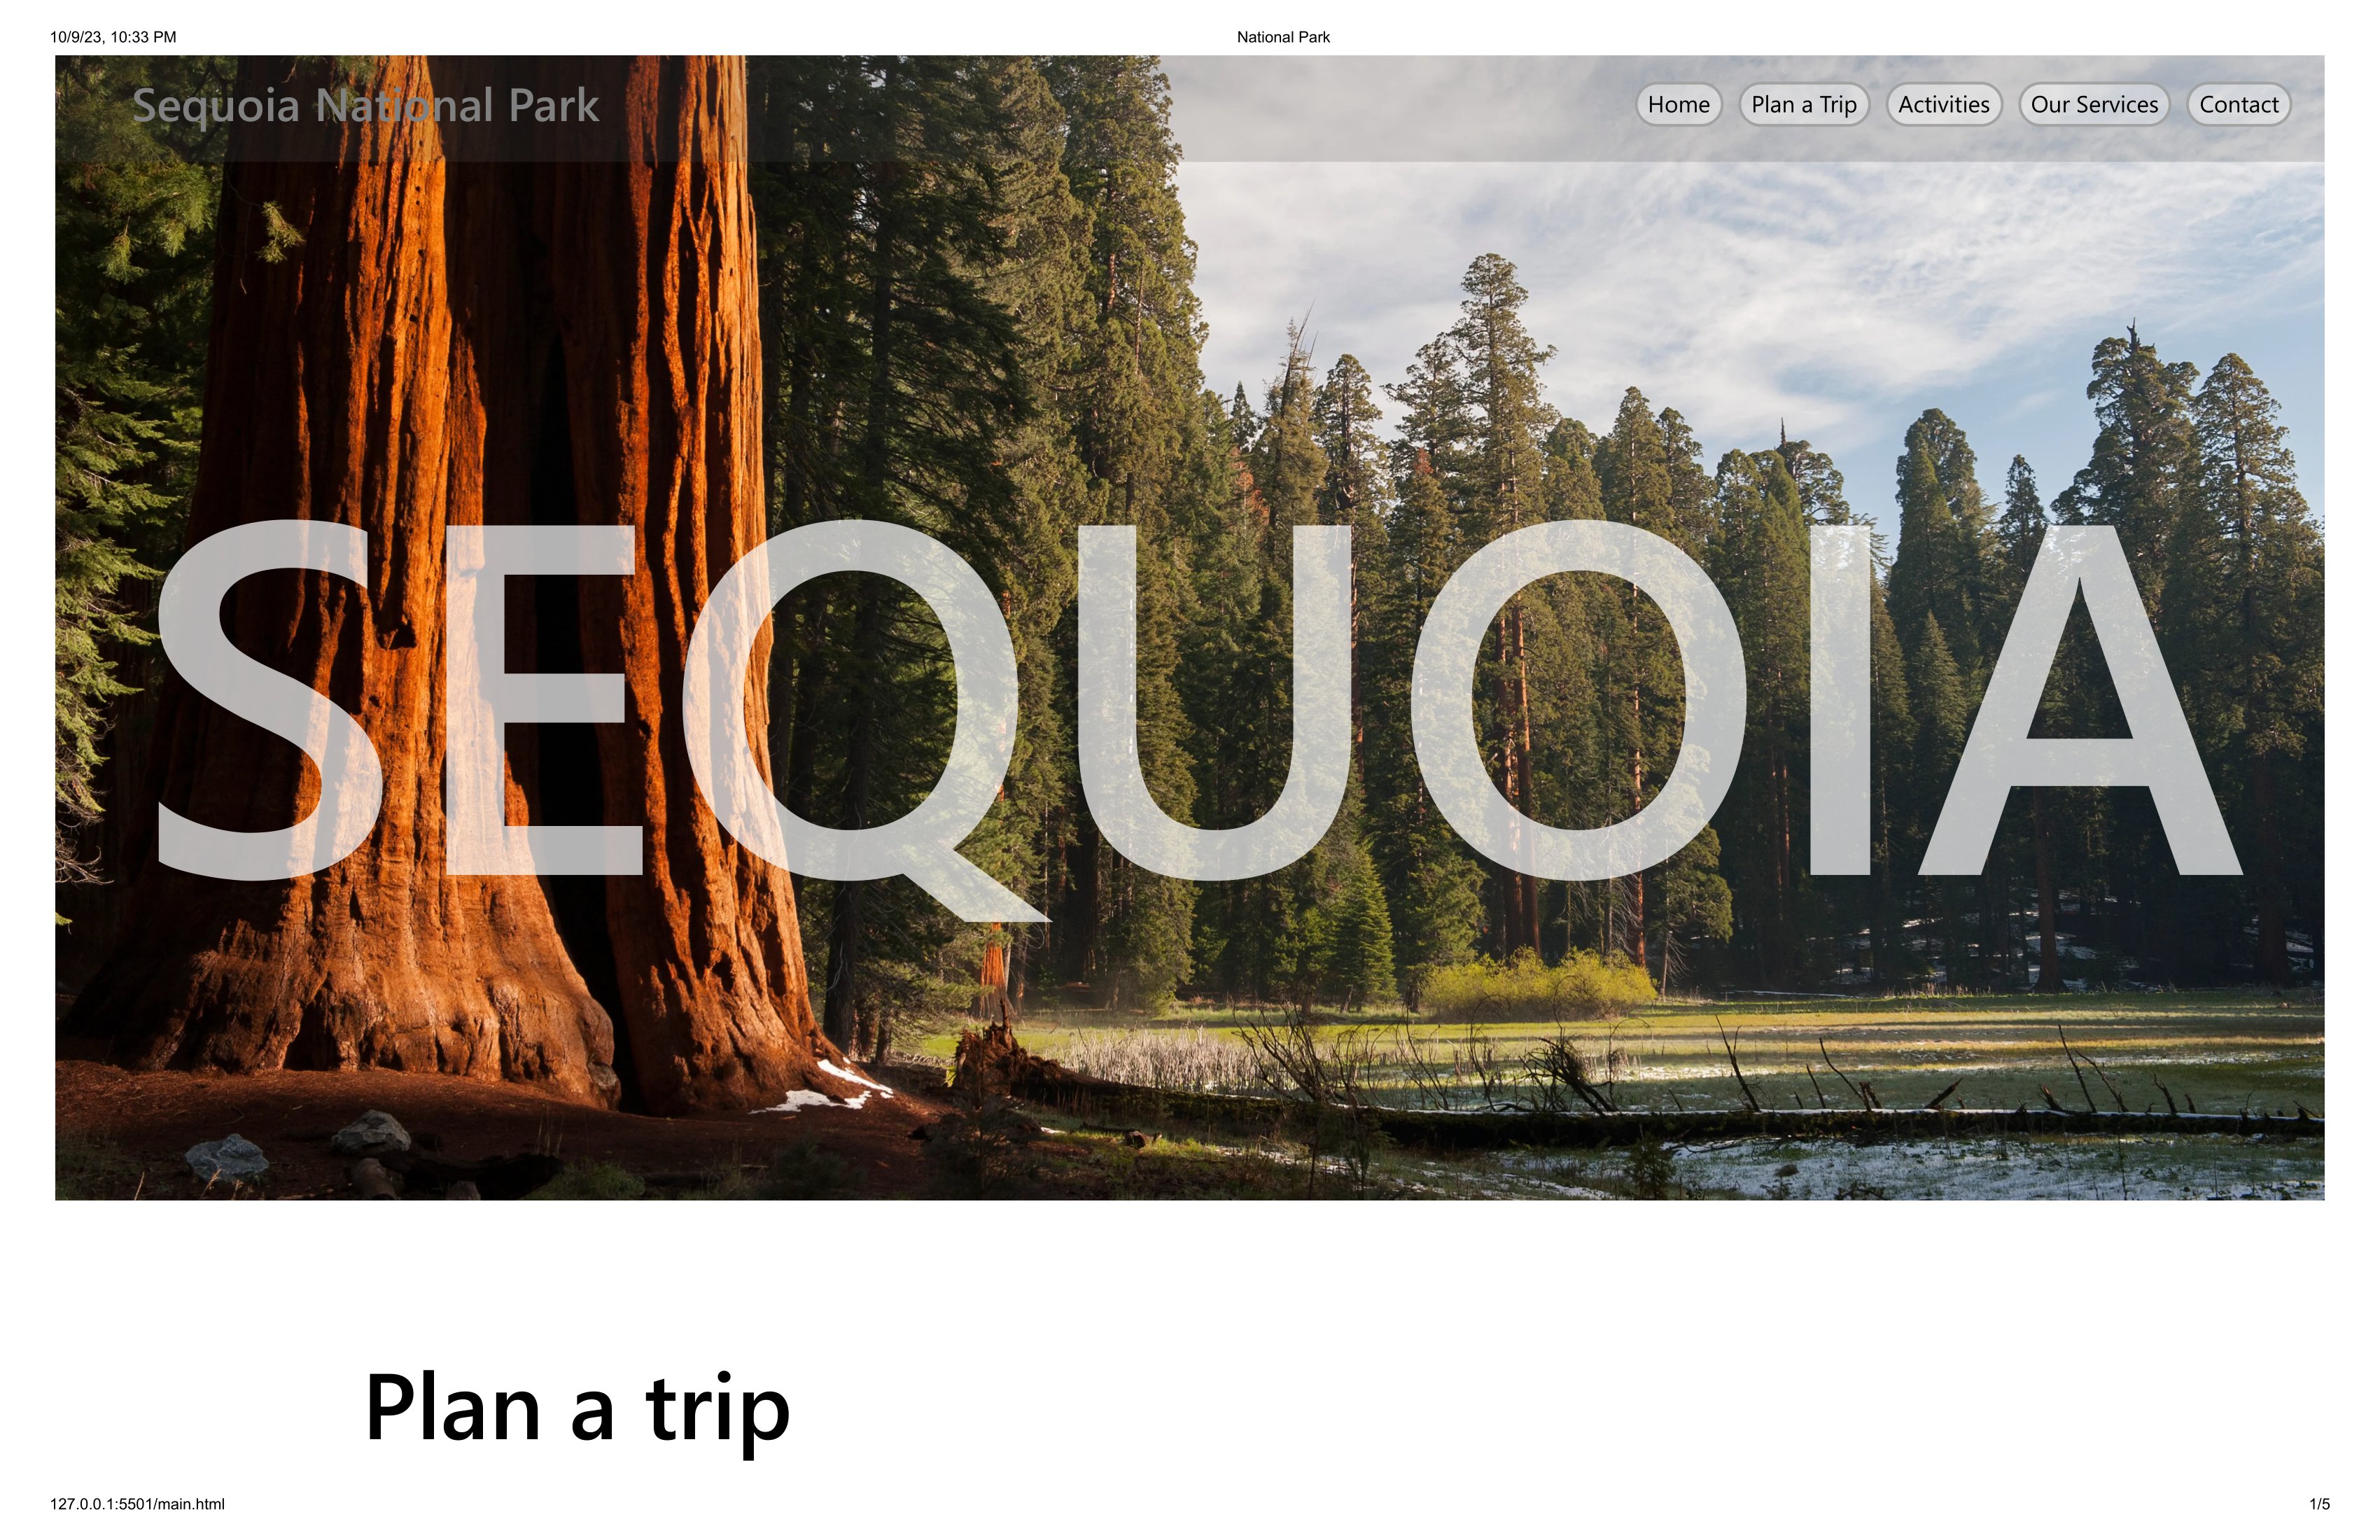 10/9/23, 10:33 PM National Park
Sequoia National Park Home Plan a Trip Activities Our Services Contact
SEQUOIA
Plan a trip
127.0.0.1:5501/main.html 1/5